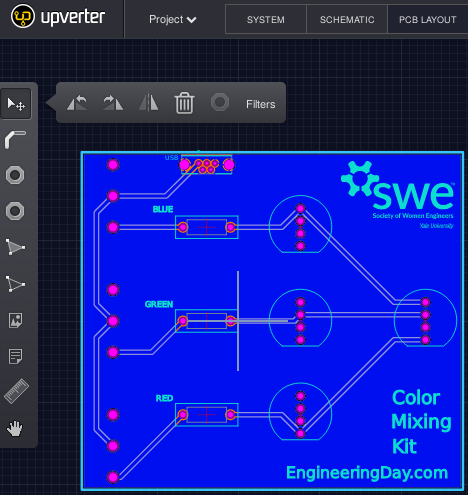 upverter
Project
SYSTEM
SCHEMATIC
PCB LAYOUT
Filters
USB
swe
Society of Women Engineers
Yale University
BLUE
GREEN
RED
Color
Mixing
Kit
EngineeringDay.com